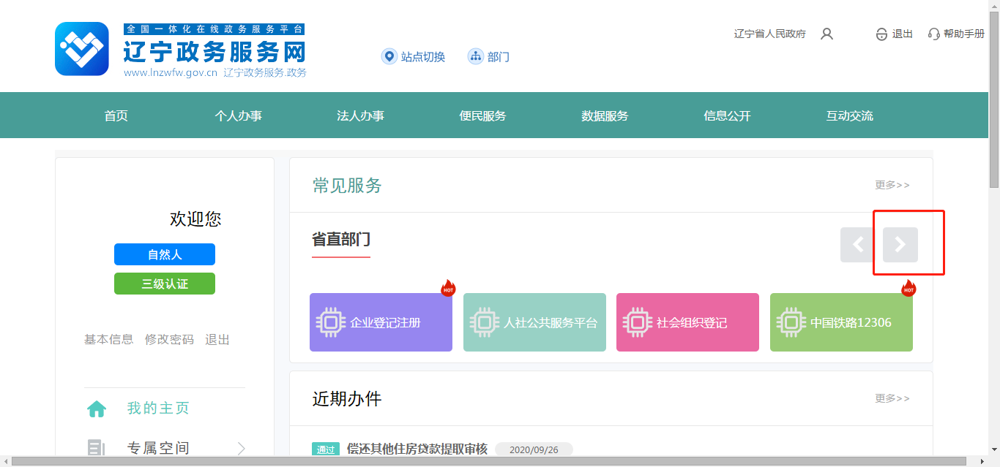 全国一体化在线政务服务平台
辽宁政务服务网
www.lnzwfw.gov.cn 辽宁政务服务.政务
站点切换
部门
辽宁省人民政府
退出
帮助手册
首页
个人办事
法人办事
便民服务
数据服务
信息公开
互动交流
欢迎您
自然人
三级认证
基本信息 修改密码 退出
我的主页
专属空间
常见服务
更多>>
省直部门
HOT
HOT
企业登记注册
人社公共服务平台
社会组织登记
中国铁路12306
近期办件
更多>>
通过 偿还其他住房贷款提取审核 2020/09/26